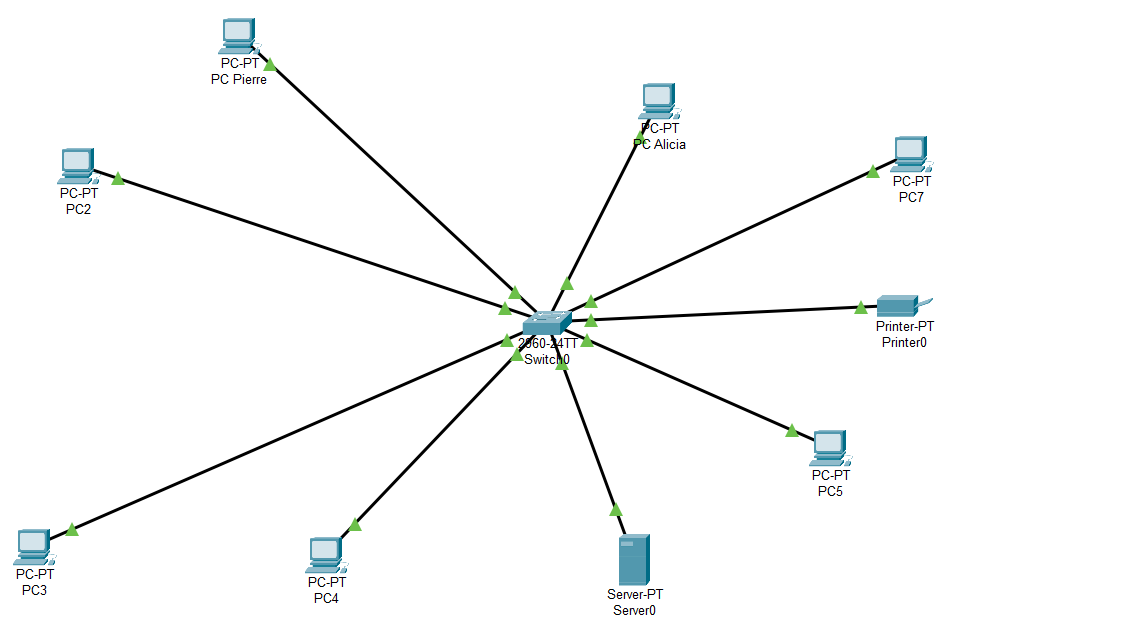 PC-PT
PC Pierre
PC-PT
PC Alicia
PC-PT
PC2
PC-PT
PC7
Printer-PT
Printer0
2960-24TT
Switch0
PC-PT
PC5
PC-PT
PC3
PC-PT
PC4
Server-PT
Server0